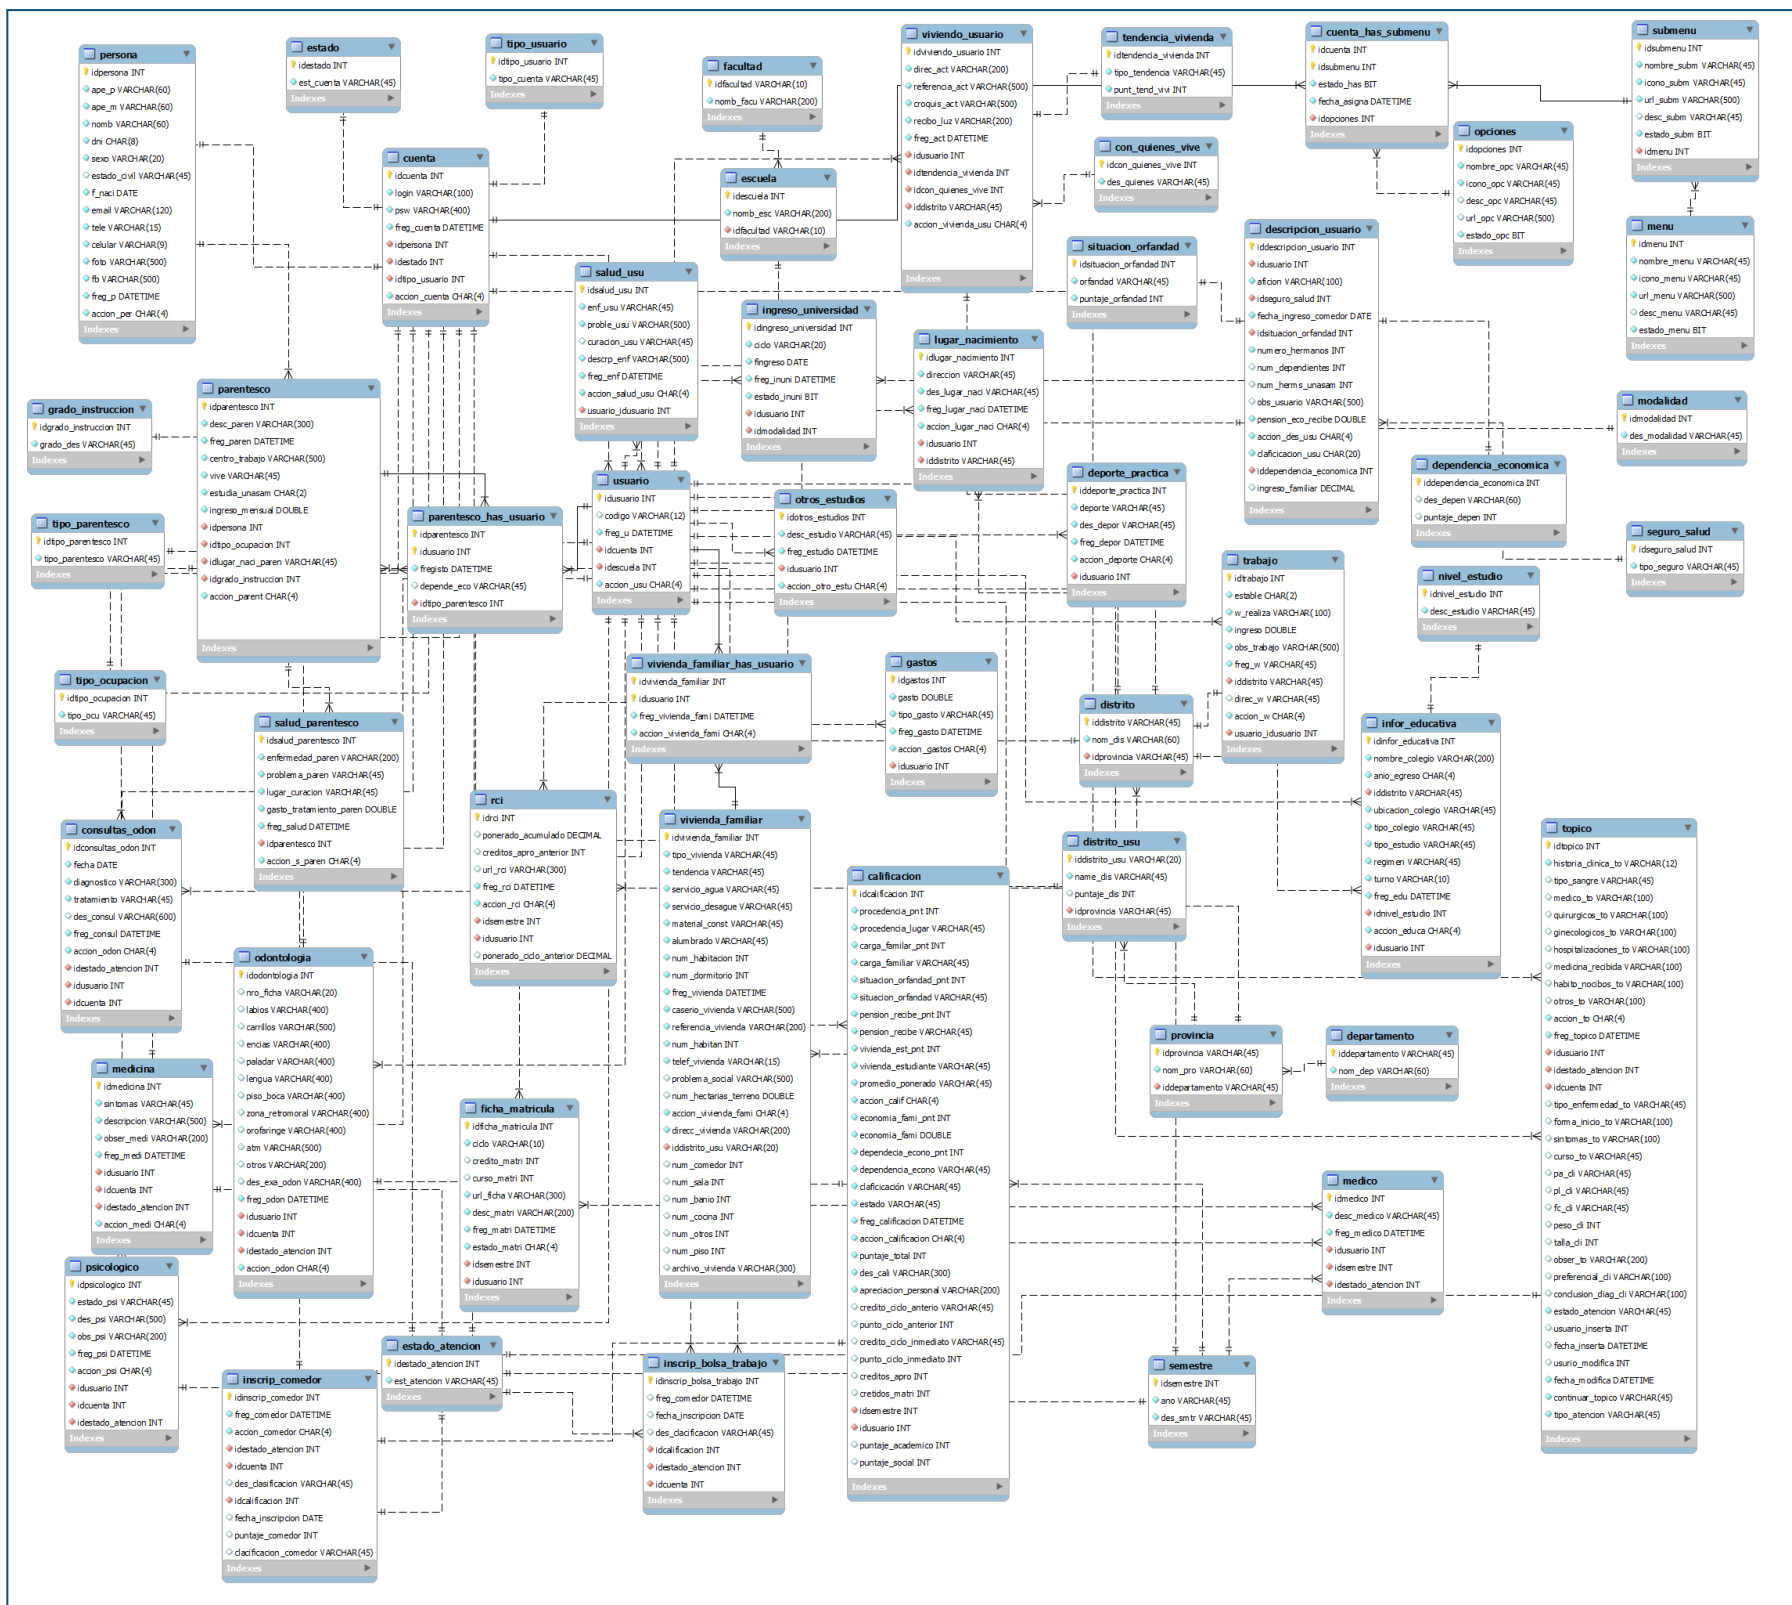 persona
idpersona INT
ape_p VARCHAR(60)
ape_m VARCHAR(60)
nomb VARCHAR(60)
dni CHAR(8)
sexo VARCHAR(20)
estado_civil VARCHAR(45)
f_naci DATE
email VARCHAR(120)
tele VARCHAR(15)
celular VARCHAR(9)
foto VARCHAR(500)
fb VARCHAR(500)
freg_p DATETIME
accion_per CHAR(4)
Indexes
estado
idestado INT
est_cuenta VARCHAR(45)
Indexes
tipo_usuario
idtipo_usuario INT
tipo_cuenta VARCHAR(45)
Indexes
cuenta
idcuenta INT
login VARCHAR(100)
psw VARCHAR(400)
freg_cuenta DATETIME
idpersona INT
idestado INT
idtipo_usuario INT
accion_cuenta CHAR(4)
Indexes
facultad
idfacultad VARCHAR(10)
nomb_facu VARCHAR(200)
Indexes
escuela
idescuela INT
nomb_esc VARCHAR(200)
idfacultad VARCHAR(10)
Indexes
viviendo_usuario
idviviendo_usuario INT
direc_act VARCHAR(200)
referencia_act VARCHAR(500)
croquis_act VARCHAR(500)
recibo_luz VARCHAR(200)
freg_act DATETIME
idusuario INT
idtendencia_vivienda INT
idcon_quienes_vive INT
iddistrito VARCHAR(45)
accion_vivienda_usu CHAR(4)
Indexes
tendencia_vivienda
idtendencia_vivienda INT
tipo_tendencia VARCHAR(45)
punt_tend_vivi INT
Indexes
con_quienes_vive
idcon_quienes_vive INT
des_quienes VARCHAR(45)
Indexes
cuenta_has_submenu
idcuenta INT
idsubmenu INT
estado_has BIT
fecha_asigna DATETIME
idopciones INT
Indexes
submenu
idsubmenu INT
nombre_subm VARCHAR(45)
icono_subm VARCHAR(45)
url_subm VARCHAR(500)
desc_subm VARCHAR(45)
estado_subm BIT
idmenu INT
Indexes
opciones
idopciones INT
nombre_opc VARCHAR(45)
icono_opc VARCHAR(45)
desc_opc VARCHAR(45)
url_opc VARCHAR(500)
estado_opc BIT
Indexes
menu
idmenu INT
nombre_menu VARCHAR(45)
icono_menu VARCHAR(45)
url_menu VARCHAR(500)
desc_menu VARCHAR(45)
estado_menu BIT
Indexes
situacion_orfandad
idsituacion_orfandad INT
orfandad VARCHAR(45)
puntaje_orfandad INT
Indexes
descripcion_usuario
iddescripcion_usuario INT
idusuario INT
aficion VARCHAR(100)
idseguro_salud INT
fecha_ingreso_comedor DATE
idsituacion_orfandad INT
numero_hermanos INT
num_dependientes INT
num_herms_unasam INT
obs_usuario VARCHAR(500)
pension_eco_recibe DOUBLE
accion_des_usu CHAR(4)
claficicacion_usu CHAR(20)
iddependencia_economica INT
ingreso_familiar DECIMAL
Indexes
salud_usu
idsalud_usu INT
enf_usu VARCHAR(45)
proble_usu VARCHAR(500)
curacion_usu VARCHAR(45)
descrp_enf VARCHAR(500)
freg_enf DATETIME
accion_salud_usu CHAR(4)
usuario_idusuario INT
Indexes
ingreso_universidad
idingreso_universidad INT
ciclo VARCHAR(20)
fingreso DATE
freg_inuni DATETIME
estado_inuni BIT
idusuario INT
idmodalidad INT
Indexes
lugar_nacimiento
idlugar_nacimiento INT
direccion VARCHAR(45)
des_lugar_naci VARCHAR(45)
freg_lugar_naci DATETIME
accion_lugar_naci CHAR(4)
idusuario INT
iddistrito VARCHAR(45)
Indexes
grado_instruccion
idgrado_instruccion INT
grado_des VARCHAR(45)
Indexes
parentesco
idparentesco INT
desc_paren VARCHAR(300)
freg_paren DATETIME
centro_trabajo VARCHAR(500)
vive VARCHAR(45)
estudia_unasam CHAR(2)
ingreso_mensual DOUBLE
idpersona INT
idtipo_ocupacion INT
idlugar_naci_paren VARCHAR(45)
idgrado_instruccion INT
accion_parent CHAR(4)
Indexes
modalidad
idmodalidad INT
des_modalidad VARCHAR(45)
Indexes
dependencia_economica
iddependencia_economica INT
des_depen VARCHAR(60)
puntaje_depen INT
Indexes
seguro_salud
idseguro_salud INT
tipo_seguro VARCHAR(45)
Indexes
tipo_parentesco
idtipo_parentesco INT
tipo_parentesco VARCHAR(45)
Indexes
parentesco_has_usuario
idparentesco INT
idusuario INT
fregisto DATETIME
depende_eco VARCHAR(45)
idtipo_parentesco INT
Indexes
usuario
idusuario INT
codigo VARCHAR(12)
freg_u DATETIME
idcuenta INT
idescuela INT
accion_usu CHAR(4)
Indexes
otros_estudios
idotros_estudios INT
desc_estudio VARCHAR(45)
freg_estudio DATETIME
idusuario INT
accion_otro_estu CHAR(4)
Indexes
deporte_practica
iddeporte_practica INT
deporte VARCHAR(45)
des_depor VARCHAR(45)
freg_depor DATETIME
accion_deporte CHAR(4)
idusuario INT
Indexes
trabajo
idtrabajo INT
estable CHAR(2)
w_realiza VARCHAR(100)
ingreso DOUBLE
obs_trabajo VARCHAR(500)
freg_w VARCHAR(45)
iddistrito VARCHAR(45)
direc_w VARCHAR(45)
accion_w CHAR(4)
usuario_idusuario INT
Indexes
nivel_estudio
idnivel_estudio INT
desc_estudio VARCHAR(45)
Indexes
tipo_ocupacion
idtipo_ocupacion INT
tipo_ocu VARCHAR(45)
Indexes
salud_parentesco
idsalud_parentesco INT
enfermedad_paren VARCHAR(200)
problema_paren VARCHAR(45)
lugar_curacion VARCHAR(45)
gasto_tratamiento_paren DOUBLE
freg_salud DATETIME
idparentesco INT
accion_s_paren CHAR(4)
Indexes
vivienda_familiar_has_usuario
idvivienda_familiar INT
idusuario INT
freg_vivienda_fami DATETIME
accion_vivienda_fami CHAR(4)
Indexes
gastos
idgastos INT
gasto DOUBLE
tipo_gasto VARCHAR(45)
freg_gasto DATETIME
accion_gastos CHAR(4)
idusuario INT
Indexes
distrito
iddistrito VARCHAR(45)
nom_dis VARCHAR(60)
idprovincia VARCHAR(45)
Indexes
infor_educativa
idinfor_educativa INT
nombre_colegio VARCHAR(200)
anio_egreso CHAR(4)
iddistrito VARCHAR(45)
ubicacion_colegio VARCHAR(45)
tipo_colegio VARCHAR(45)
tipo_estudio VARCHAR(45)
regimen VARCHAR(45)
turno VARCHAR(10)
freg_edu DATETIME
idnivel_estudio INT
accion_educa CHAR(4)
idusuario INT
Indexes
consultas_odon
idconsultas_odon INT
fecha DATE
diagnostico VARCHAR(300)
tratamiento VARCHAR(45)
des_consul VARCHAR(600)
freg_consul DATETIME
accion_odon CHAR(4)
idestado_atencion INT
idusuario INT
idcuenta INT
Indexes
rci
idrci INT
ponerado_acumulado DECIMAL
creditos_apro_anterior INT
url_rci VARCHAR(300)
freg_rci DATETIME
accion_rci CHAR(4)
idsemestre INT
idusuario INT
ponerado_ciclo_anterior DECIMAL
Indexes
vivienda_familiar
idvivienda_familiar INT
tipo_vivienda VARCHAR(45)
tendencia VARCHAR(45)
servicio_agua VARCHAR(45)
servicio_desague VARCHAR(45)
material_const VARCHAR(45)
alumbrado VARCHAR(45)
num_habitacion INT
num_dormitorio INT
freg_vivienda DATETIME
caserio_vivienda VARCHAR(500)
referencia_vivienda VARCHAR(200)
num_habitan INT
telef_vivienda VARCHAR(15)
problema_social VARCHAR(500)
num_hectarias_terreno DOUBLE
accion_vivienda_fami CHAR(4)
direcc_vivienda VARCHAR(200)
iddistrito_usu VARCHAR(20)
num_comedor INT
num_sala INT
num_banio INT
num_cocina INT
num_otros INT
num_piso INT
archivo_vivienda VARCHAR(300)
Indexes
calificacion
idcalificacion INT
procedencia_pnt INT
procedencia_lugar VARCHAR(45)
carga_familar_pnt INT
carga_familiar VARCHAR(45)
situacion_orfandad_pnt INT
situacion_orfandad VARCHAR(45)
pension_recibe_pnt INT
pension_recibe VARCHAR(45)
vivienda_est_pnt INT
vivienda_estudiante VARCHAR(45)
promedio_ponerado VARCHAR(45)
accion_calif CHAR(4)
economia_fami_pnt INT
economia_fami DOUBLE
dependecia_econo_pnt INT
dependencia_econo VARCHAR(45)
claficicación VARCHAR(45)
estado VARCHAR(45)
freg_calificacion DATETIME
accion_calificacion CHAR(4)
puntaje_total INT
des_cali VARCHAR(300)
apreciacion_personal VARCHAR(200)
credito_ciclo_anterio VARCHAR(45)
punto_ciclo_anterior INT
credito_ciclo_inmediato VARCHAR(45)
punto_ciclo_inmediato INT
creditos_apro INT
cretidos_matri INT
idsemestre INT
idusuario INT
puntaje_academico INT
puntaje_social INT
Indexes
distrito_usu
iddistrito_usu VARCHAR(20)
name_dis VARCHAR(45)
puntaje_dis INT
idprovincia VARCHAR(45)
Indexes
topico
idtopico INT
historia_clinica_to VARCHAR(12)
tipo_sangre VARCHAR(45)
medico_to VARCHAR(100)
quirurgicos_to VARCHAR(100)
ginecologicos_to VARCHAR(100)
hospitalizaciones_to VARCHAR(100)
medicina_recibida VARCHAR(100)
habito_nocibos_to VARCHAR(100)
otros_to VARCHAR(100)
accion_to CHAR(4)
freg_topico DATETIME
idusuario INT
idestado_atencion INT
idcuenta INT
tipo_enfermedad_to VARCHAR(45)
forma_inicio_to VARCHAR(100)
sintomas_to VARCHAR(100)
curso_to VARCHAR(45)
pa_cli VARCHAR(45)
pl_cli VARCHAR(45)
fc_cli VARCHAR(45)
peso_cli INT
talla_cli INT
obser_to VARCHAR(200)
preferencial_cli VARCHAR(100)
conclusion_diag_cli VARCHAR(100)
estado_atencion VARCHAR(45)
usuario_inserta INT
fecha_inserta DATETIME
usurio_modifica INT
fecha_modifica DATETIME
continuar_topico VARCHAR(45)
tipo_atencion VARCHAR(45)
Indexes
odontologia
idodontologia INT
nro_ficha VARCHAR(20)
labios VARCHAR(400)
carrillos VARCHAR(500)
encias VARCHAR(400)
paladar VARCHAR(400)
lengua VARCHAR(400)
piso_boca VARCHAR(400)
zona_retromoral VARCHAR(400)
orofaringe VARCHAR(400)
atm VARCHAR(500)
otros VARCHAR(200)
des_exa_odon VARCHAR(400)
freg_odon DATETIME
idusuario INT
idcuenta INT
idestado_atencion INT
accion_odon CHAR(4)
Indexes
medicina
idmedicina INT
sintomas VARCHAR(45)
descripcion VARCHAR(500)
obser_medi VARCHAR(200)
freg_medi DATETIME
idusuario INT
idcuenta INT
idestado_atencion INT
accion_medi CHAR(4)
Indexes
ficha_matricula
idficha_matricula INT
ciclo VARCHAR(10)
credito_matri INT
curso_matri INT
url_ficha VARCHAR(300)
desc_matri VARCHAR(200)
freg_matri DATETIME
estado_matri CHAR(4)
idsemestre INT
idusuario INT
Indexes
provincia
idprovincia VARCHAR(45)
nom_pro VARCHAR(60)
iddepartamento VARCHAR(45)
Indexes
departamento
iddepartamento VARCHAR(45)
nom_dep VARCHAR(60)
Indexes
medico
idmedico INT
desc_medico VARCHAR(45)
freg_medico DATETIME
idusuario INT
idsemestre INT
idestado_atencion INT
Indexes
psicologico
idpsicologico INT
estado_psi VARCHAR(45)
des_psi VARCHAR(500)
obs_psi VARCHAR(200)
freg_psi DATETIME
accion_psi CHAR(4)
idusuario INT
idcuenta INT
idestado_atencion INT
Indexes
estado_atencion
idestado_atencion INT
est_atencion VARCHAR(45)
Indexes
inscrip_comedor
idinscrip_comedor INT
freg_comedor DATETIME
accion_comedor CHAR(4)
idestado_atencion INT
idcuenta INT
des_clasificacion VARCHAR(45)
idcalificacion INT
fecha_inscripcion DATE
puntaje_comedor INT
clacificacion_comedor VARCHAR(45)
Indexes
inscrip_bolsa_trabajo
idinscrip_bolsa_trabajo INT
freg_comedor DATETIME
fecha_inscripcion DATE
des_clacificacion VARCHAR(45)
idcalificacion INT
idestado_atencion INT
idcuenta INT
Indexes
semestre
idsemestre INT
ano VARCHAR(45)
des_smtr VARCHAR(45)
Indexes